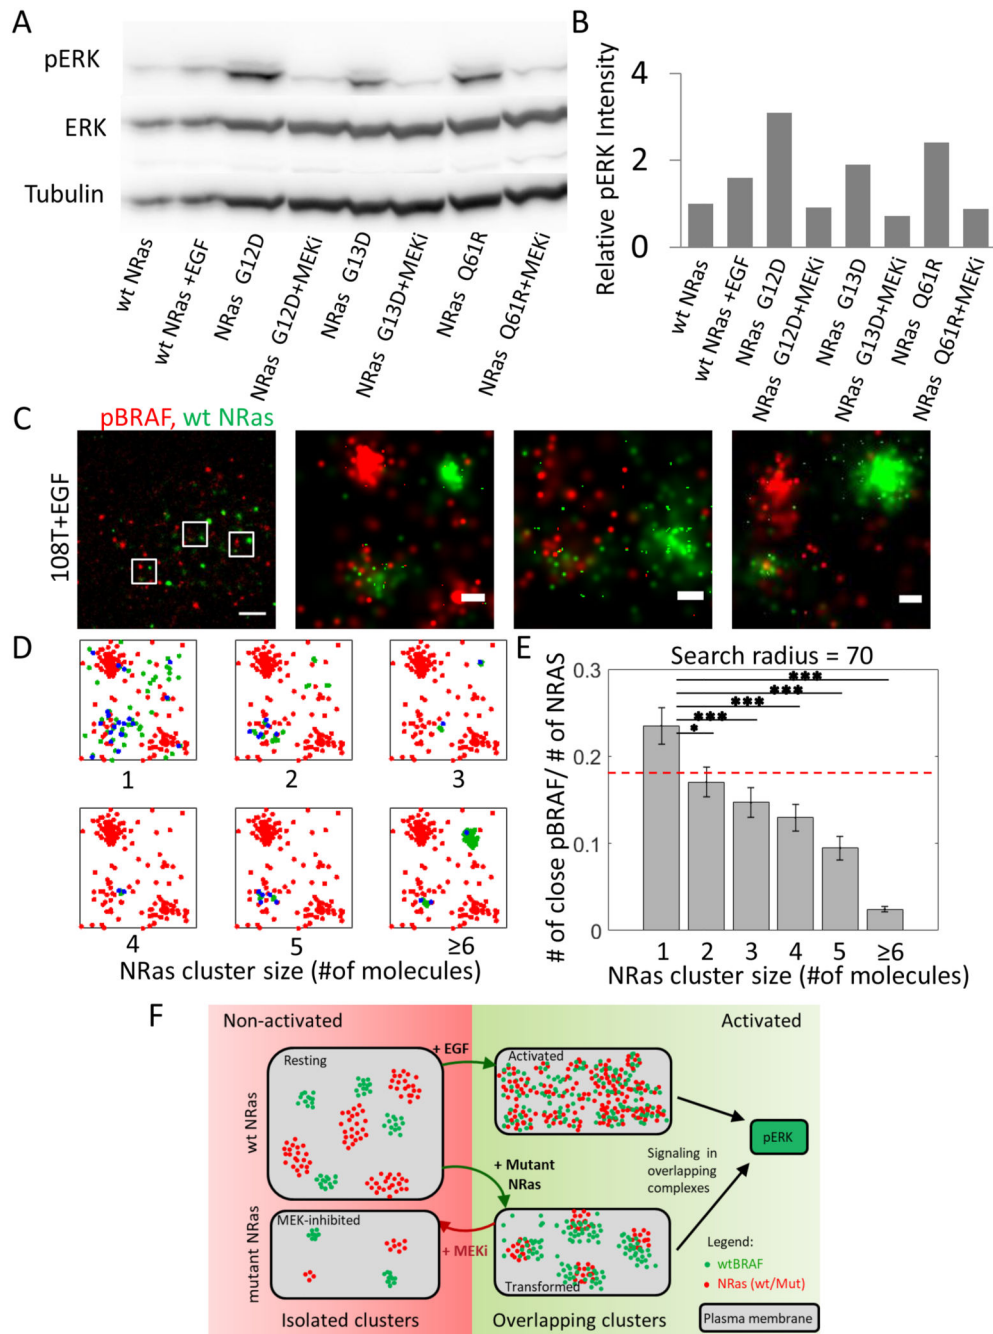 A
pERK
ERK
Tubulin
wt NRas
wt NRas +EGF
NRas G12D
NRas G12D+MEKi
NRas G13D
NRas G13D+MEKi
NRas Q61R
NRas Q61R+MEKi
B
Relative pERK Intensity
4
2
0
wt NRas
wt NRas +EGF
NRas G12D
NRas G12D+MEKi
NRas G13D
NRas G13D+MEKi
NRas Q61R
NRas Q61R+MEKi
C
pBRAF, wt NRas
108T+EGF
D
1
2
3
4
5
≥6
NRas cluster size (#of molecules)
E
Search radius = 70
# of close pBRAF/ # of NRAS
0.3
0.2
0.1
0
***
***
***
***
*
1
2
3
4
5
≥6
NRas cluster size (#of molecules)
F
Non-activated
Activated
wt NRas
Resting
+ EGF
Activated
+ Mutant
NRas
Signaling in
overlapping
complexes
pERK
mutant NRas
MEK-inhibited
+ MEKi
Transformed
Legend:
wtBRAF
NRas (wt/Mut)
Plasma membrane
Isolated clusters
Overlapping clusters